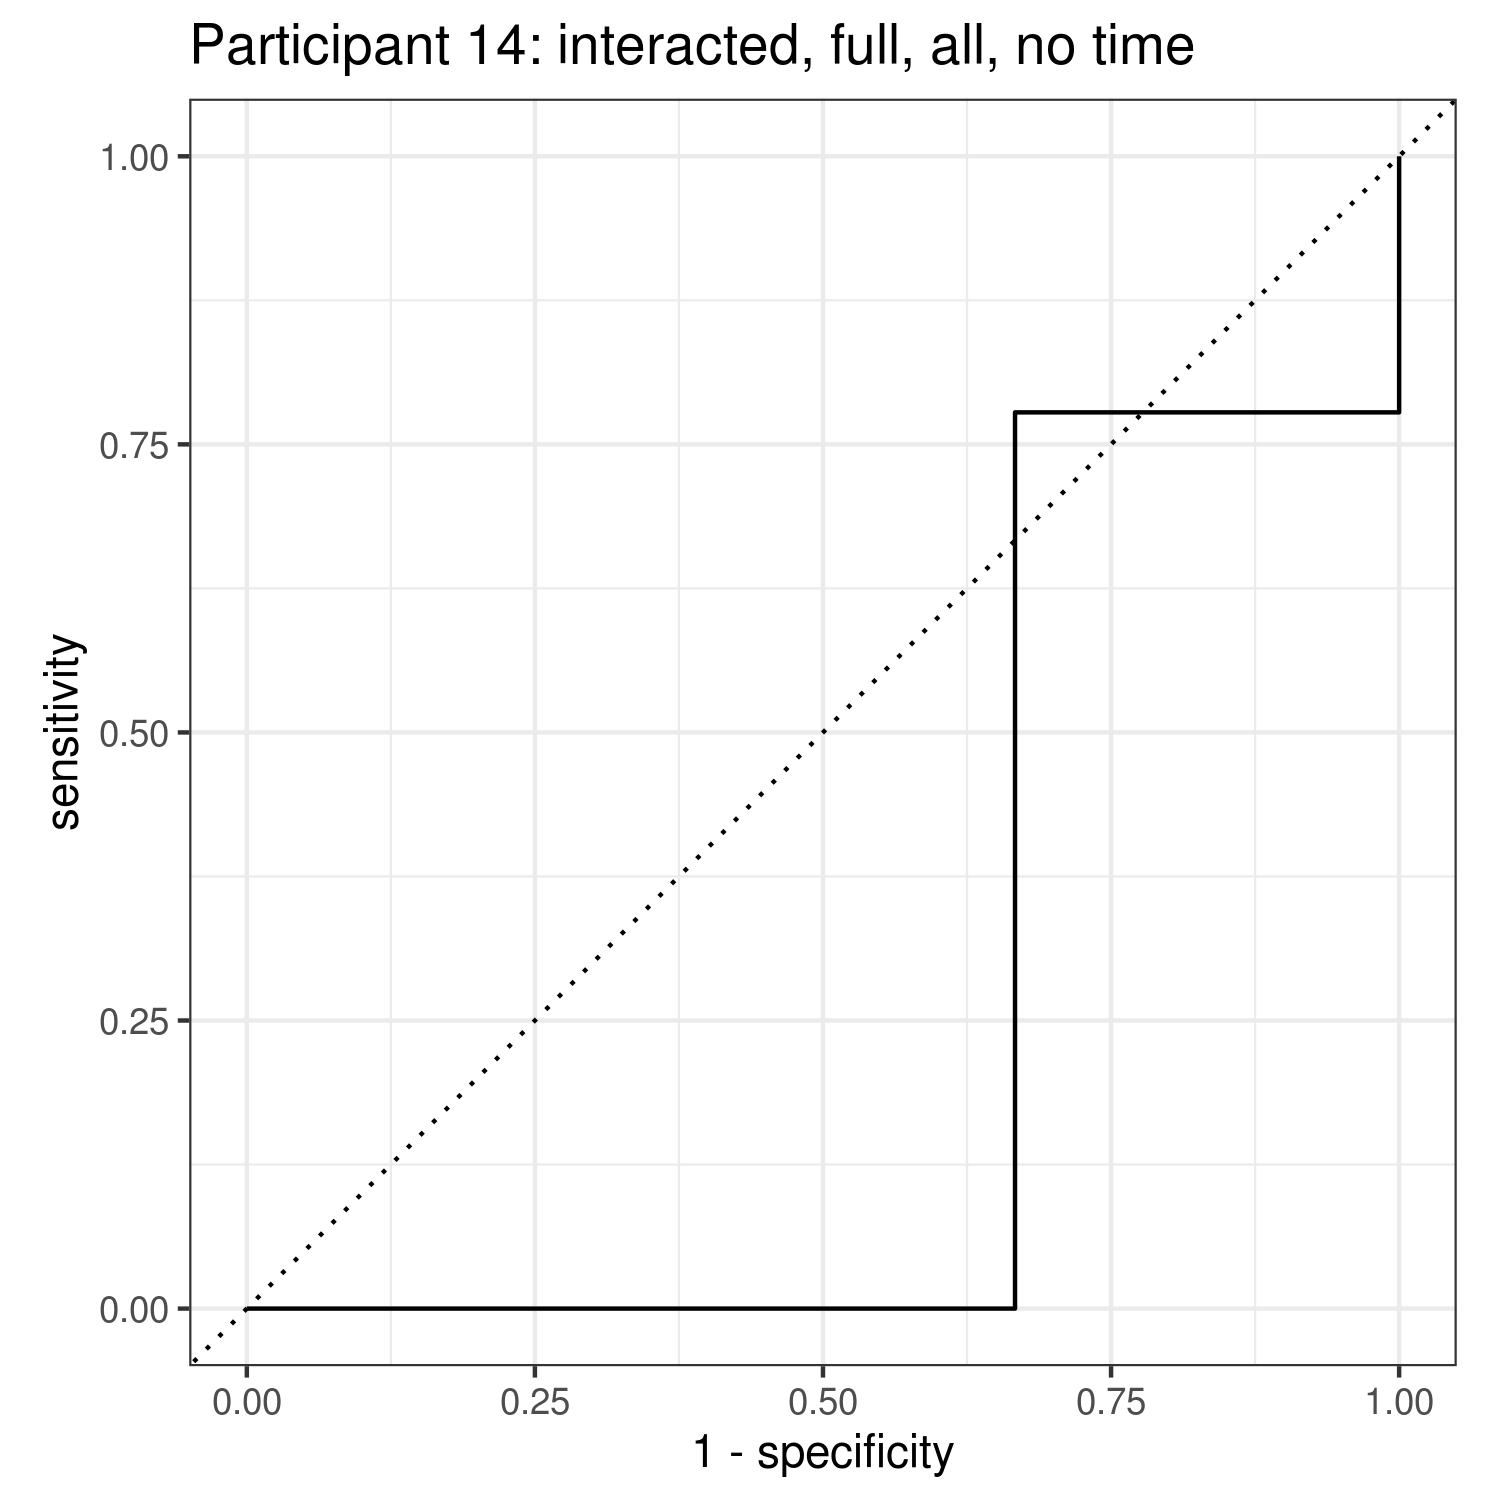 Participant 14: interacted, full, all, no time
1.00
0.75
0.50
0.25
0.00
sensitivity
0.00 0.25 0.50 0.75 1.00
1 - specificity